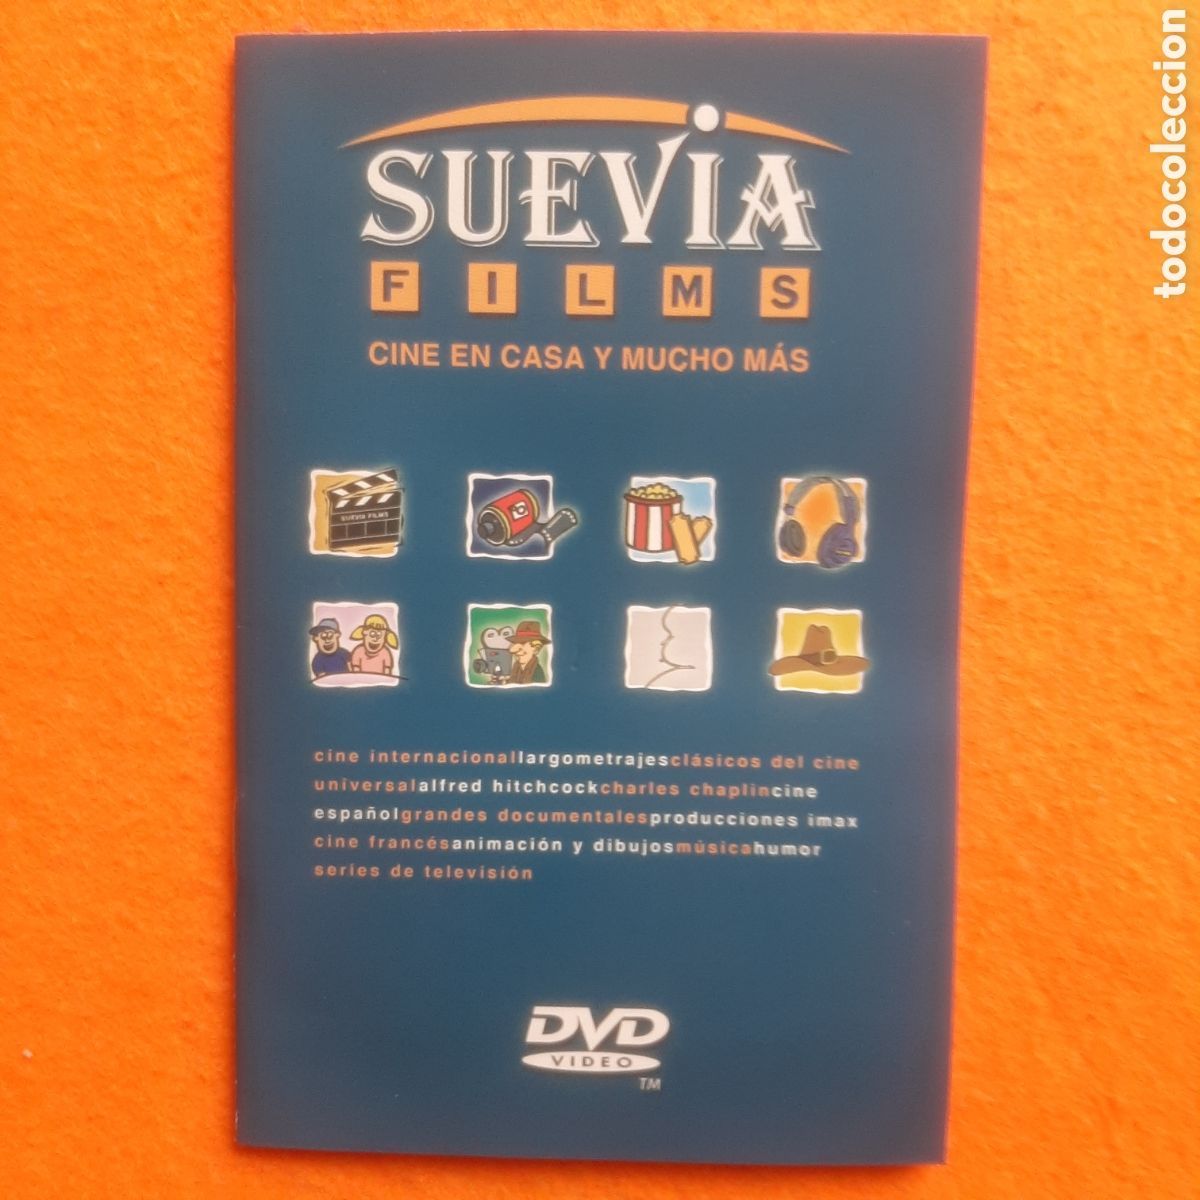 SUEViA
FILMS
CINE EN CASA Y MUCHO MÁS
SUEVIA FILMS
cine internacionallargometrajesclásicos del cine
universalalfred hitchcockcharles chaplincine
españolgrandes documentalesproducciones imax
cine francésanimación y dibujosmúsicahumor
series de televisión
DVD
VIDEO
TM
todocoleccion